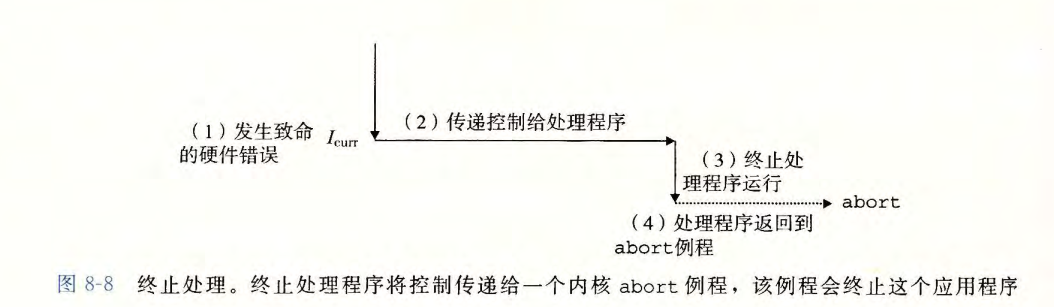 （1）发生致命
的硬件错误
Icurr
（2）传递控制给处理程序
（3）终止处
理程序运行
abort
（4）处理程序返回到
abort例程
图 8-8 终止处理。终止处理程序将控制传递给一个内核 abort 例程，该例程会终止这个应用程序